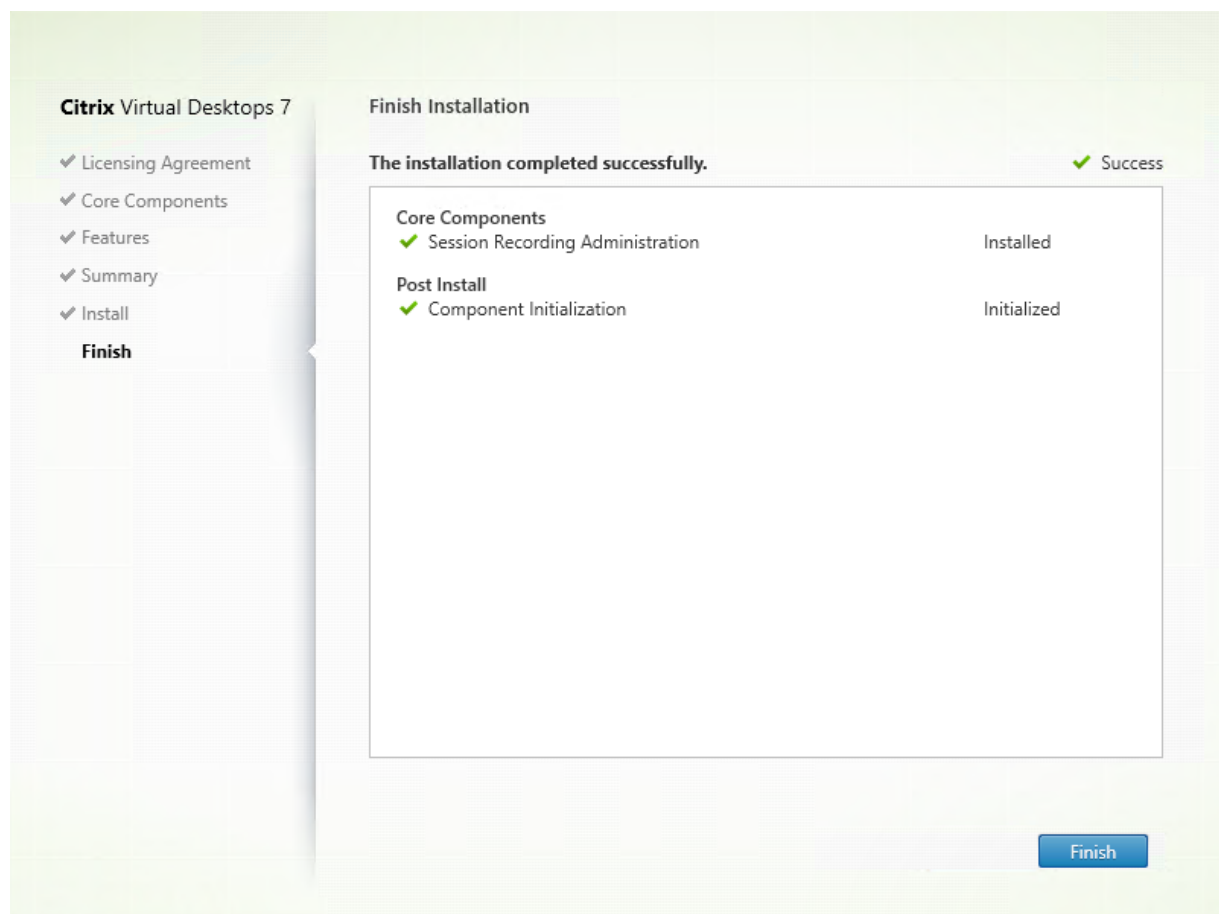 Citrix Virtual Desktops 7
Licensing Agreement
Core Components
Features
Summary
Install
Finish
Finish Installation
The installation completed successfully.
Success
Core Components
Session Recording Administration Installed
Post Install
Component Initialization Initialized
Finish